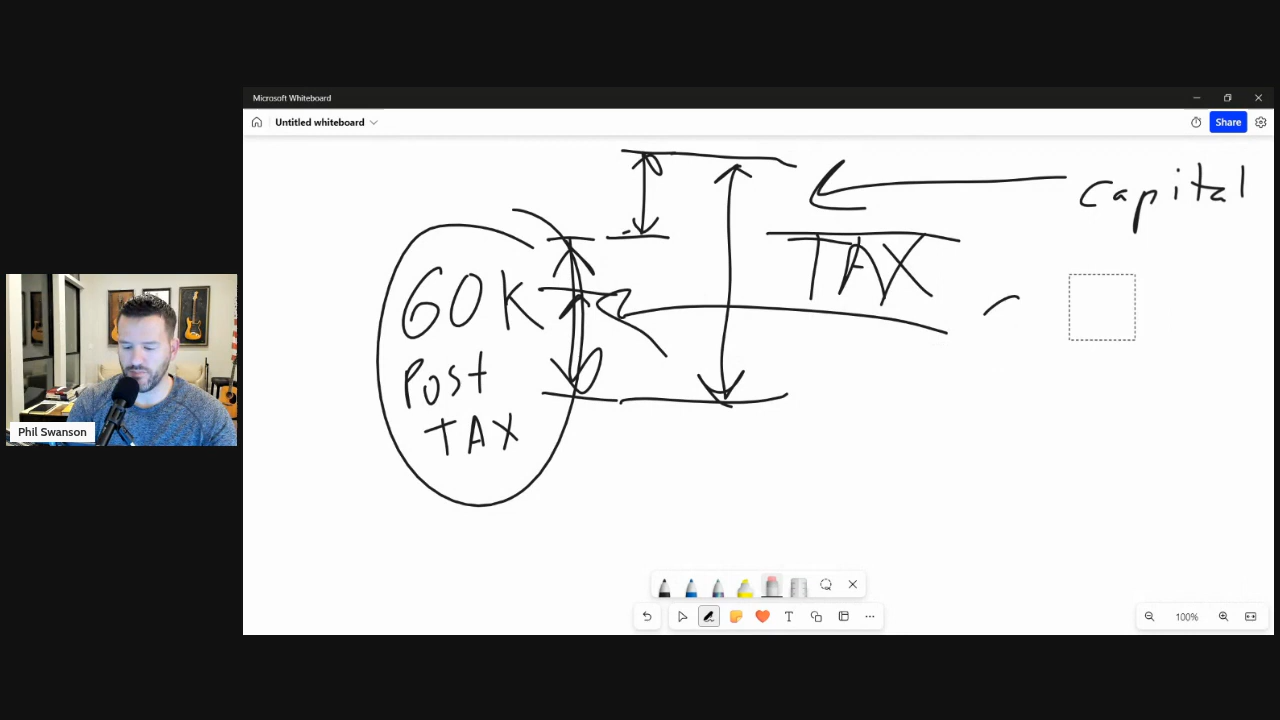 Microsoft Whiteboard
Untitled whiteboard
Share
Capital
TAX
60K
Post
TAX
Phil Swanson
T
100%